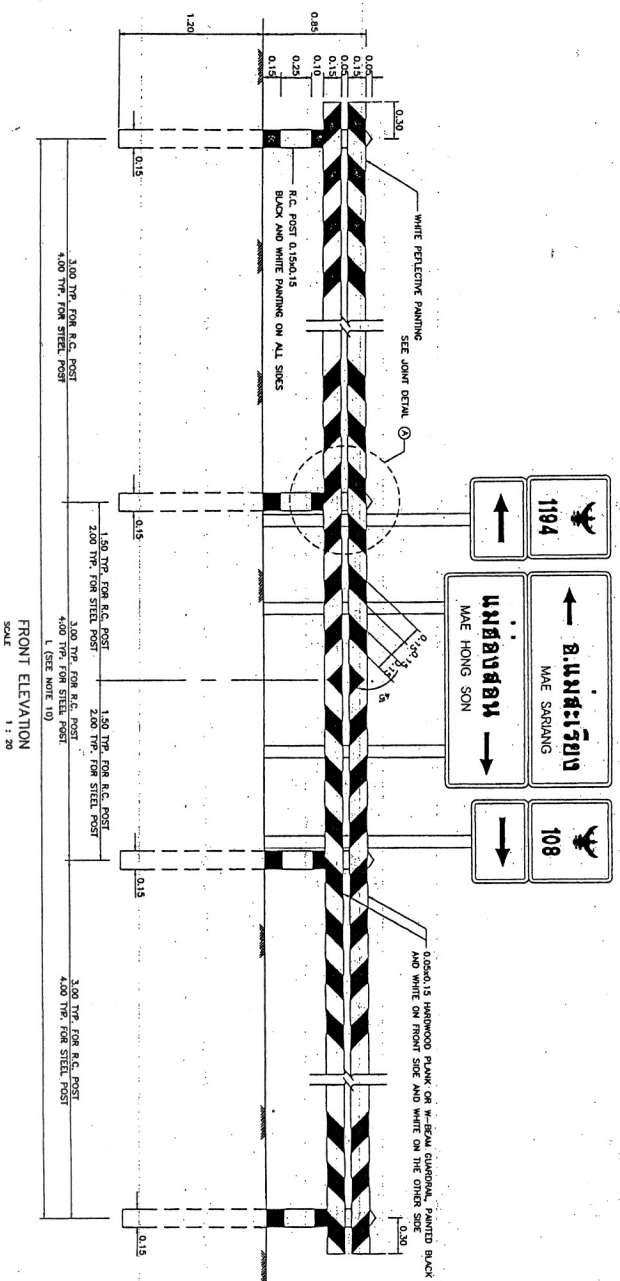 1194
108
อ.แม่สะเรียง
MAE SARIANG
แม่ฮ่องสอน
MAE HONG SON
0.85
1.20
0.05
0.15
0.05
0.15
0.10
0.25
0.15
0.30
WHITE REFLECTIVE PAINTING
SEE JOINT DETAIL A
R.C. POST 0.15x0.15
BLACK AND WHITE PAINTING ON ALL SIDES
0.15
0.15
0.15
45°
0.05x0.15 HARDWOOD PLANK OR W-BEAM GUARDRAIL, PAINTED BLACK
AND WHITE ON FRONT SIDE AND WHITE ON THE OTHER SIDE
0.30
0.15
0.15
0.15
0.15
1.50 TYP. FOR R.C. POST
2.00 TYP. FOR STEEL POST
1.50 TYP. FOR R.C. POST
2.00 TYP. FOR STEEL POST
3.00 TYP. FOR R.C. POST
4.00 TYP. FOR STEEL POST
3.00 TYP. FOR R.C. POST
4.00 TYP. FOR STEEL POST.
3.00 TYP. FOR R.C. POST
4.00 TYP. FOR STEEL POST
L (SEE NOTE 10)
FRONT ELEVATION
SCALE 1 : 20